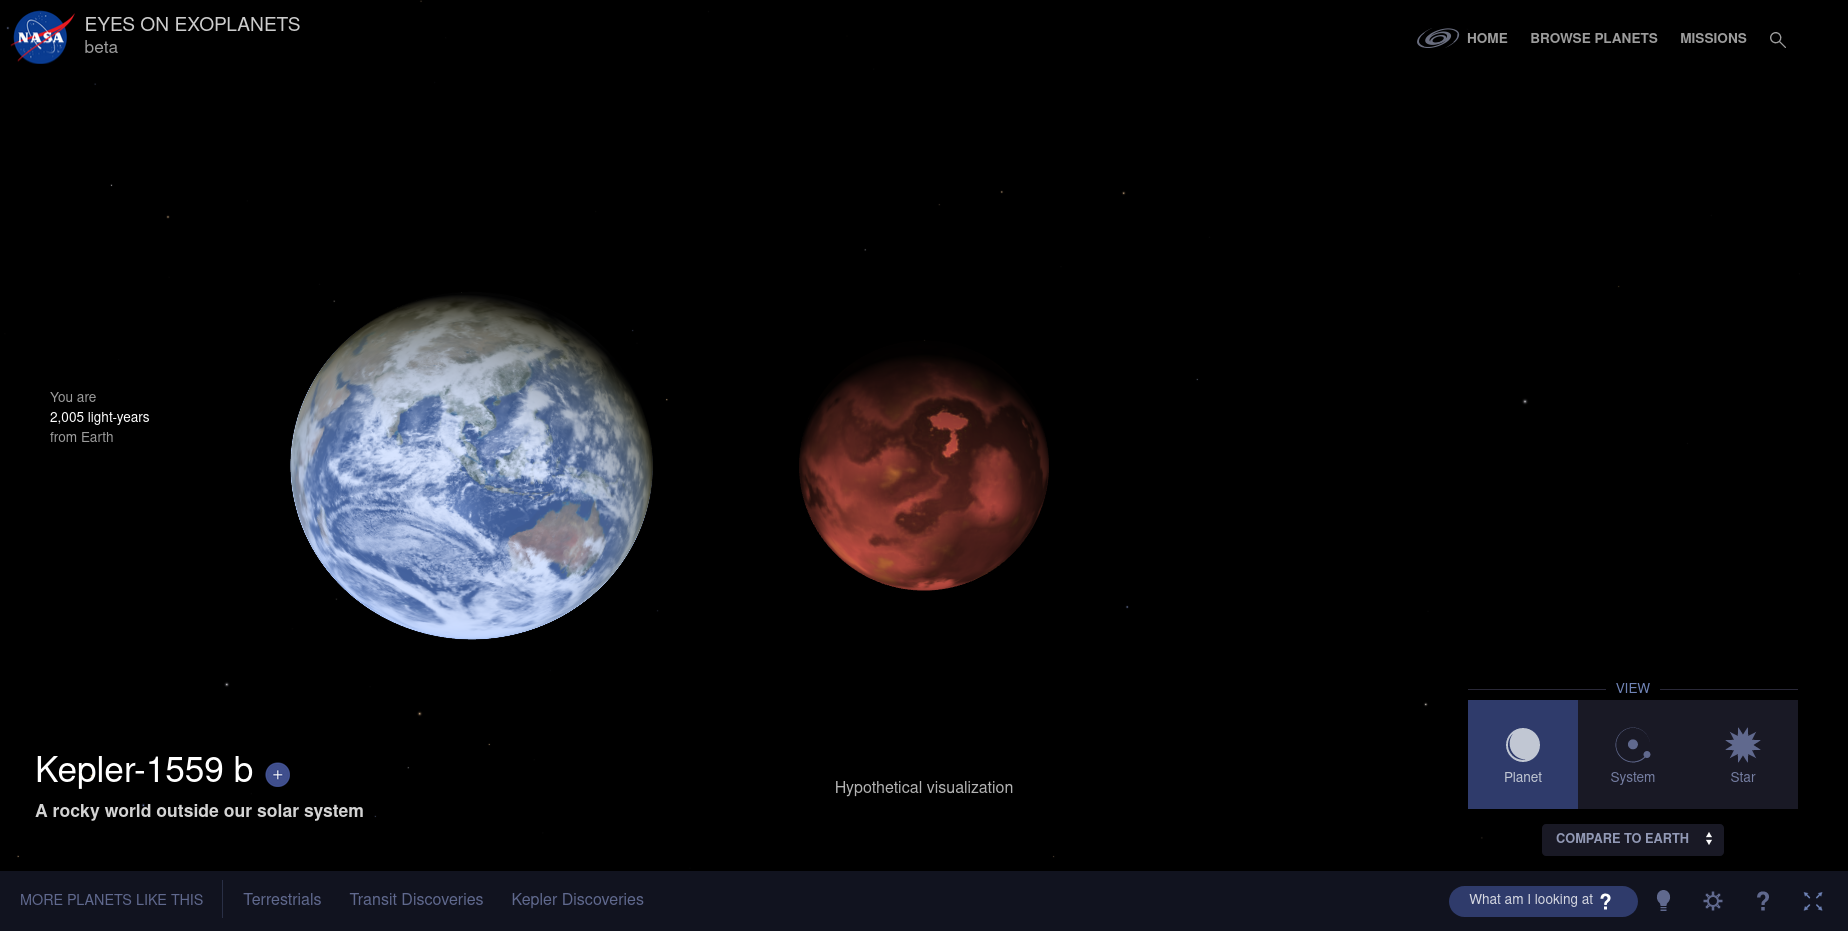 NASA
EYES ON EXOPLANETS
beta
HOME
BROWSE PLANETS
MISSIONS
You are
2,005 light-years
from Earth
Kepler-1559 b +
A rocky world outside our solar system
Hypothetical visualization
VIEW
Planet
System
Star
COMPARE TO EARTH
MORE PLANETS LIKE THIS
Terrestrials
Transit Discoveries
Kepler Discoveries
What am I looking at ?
?